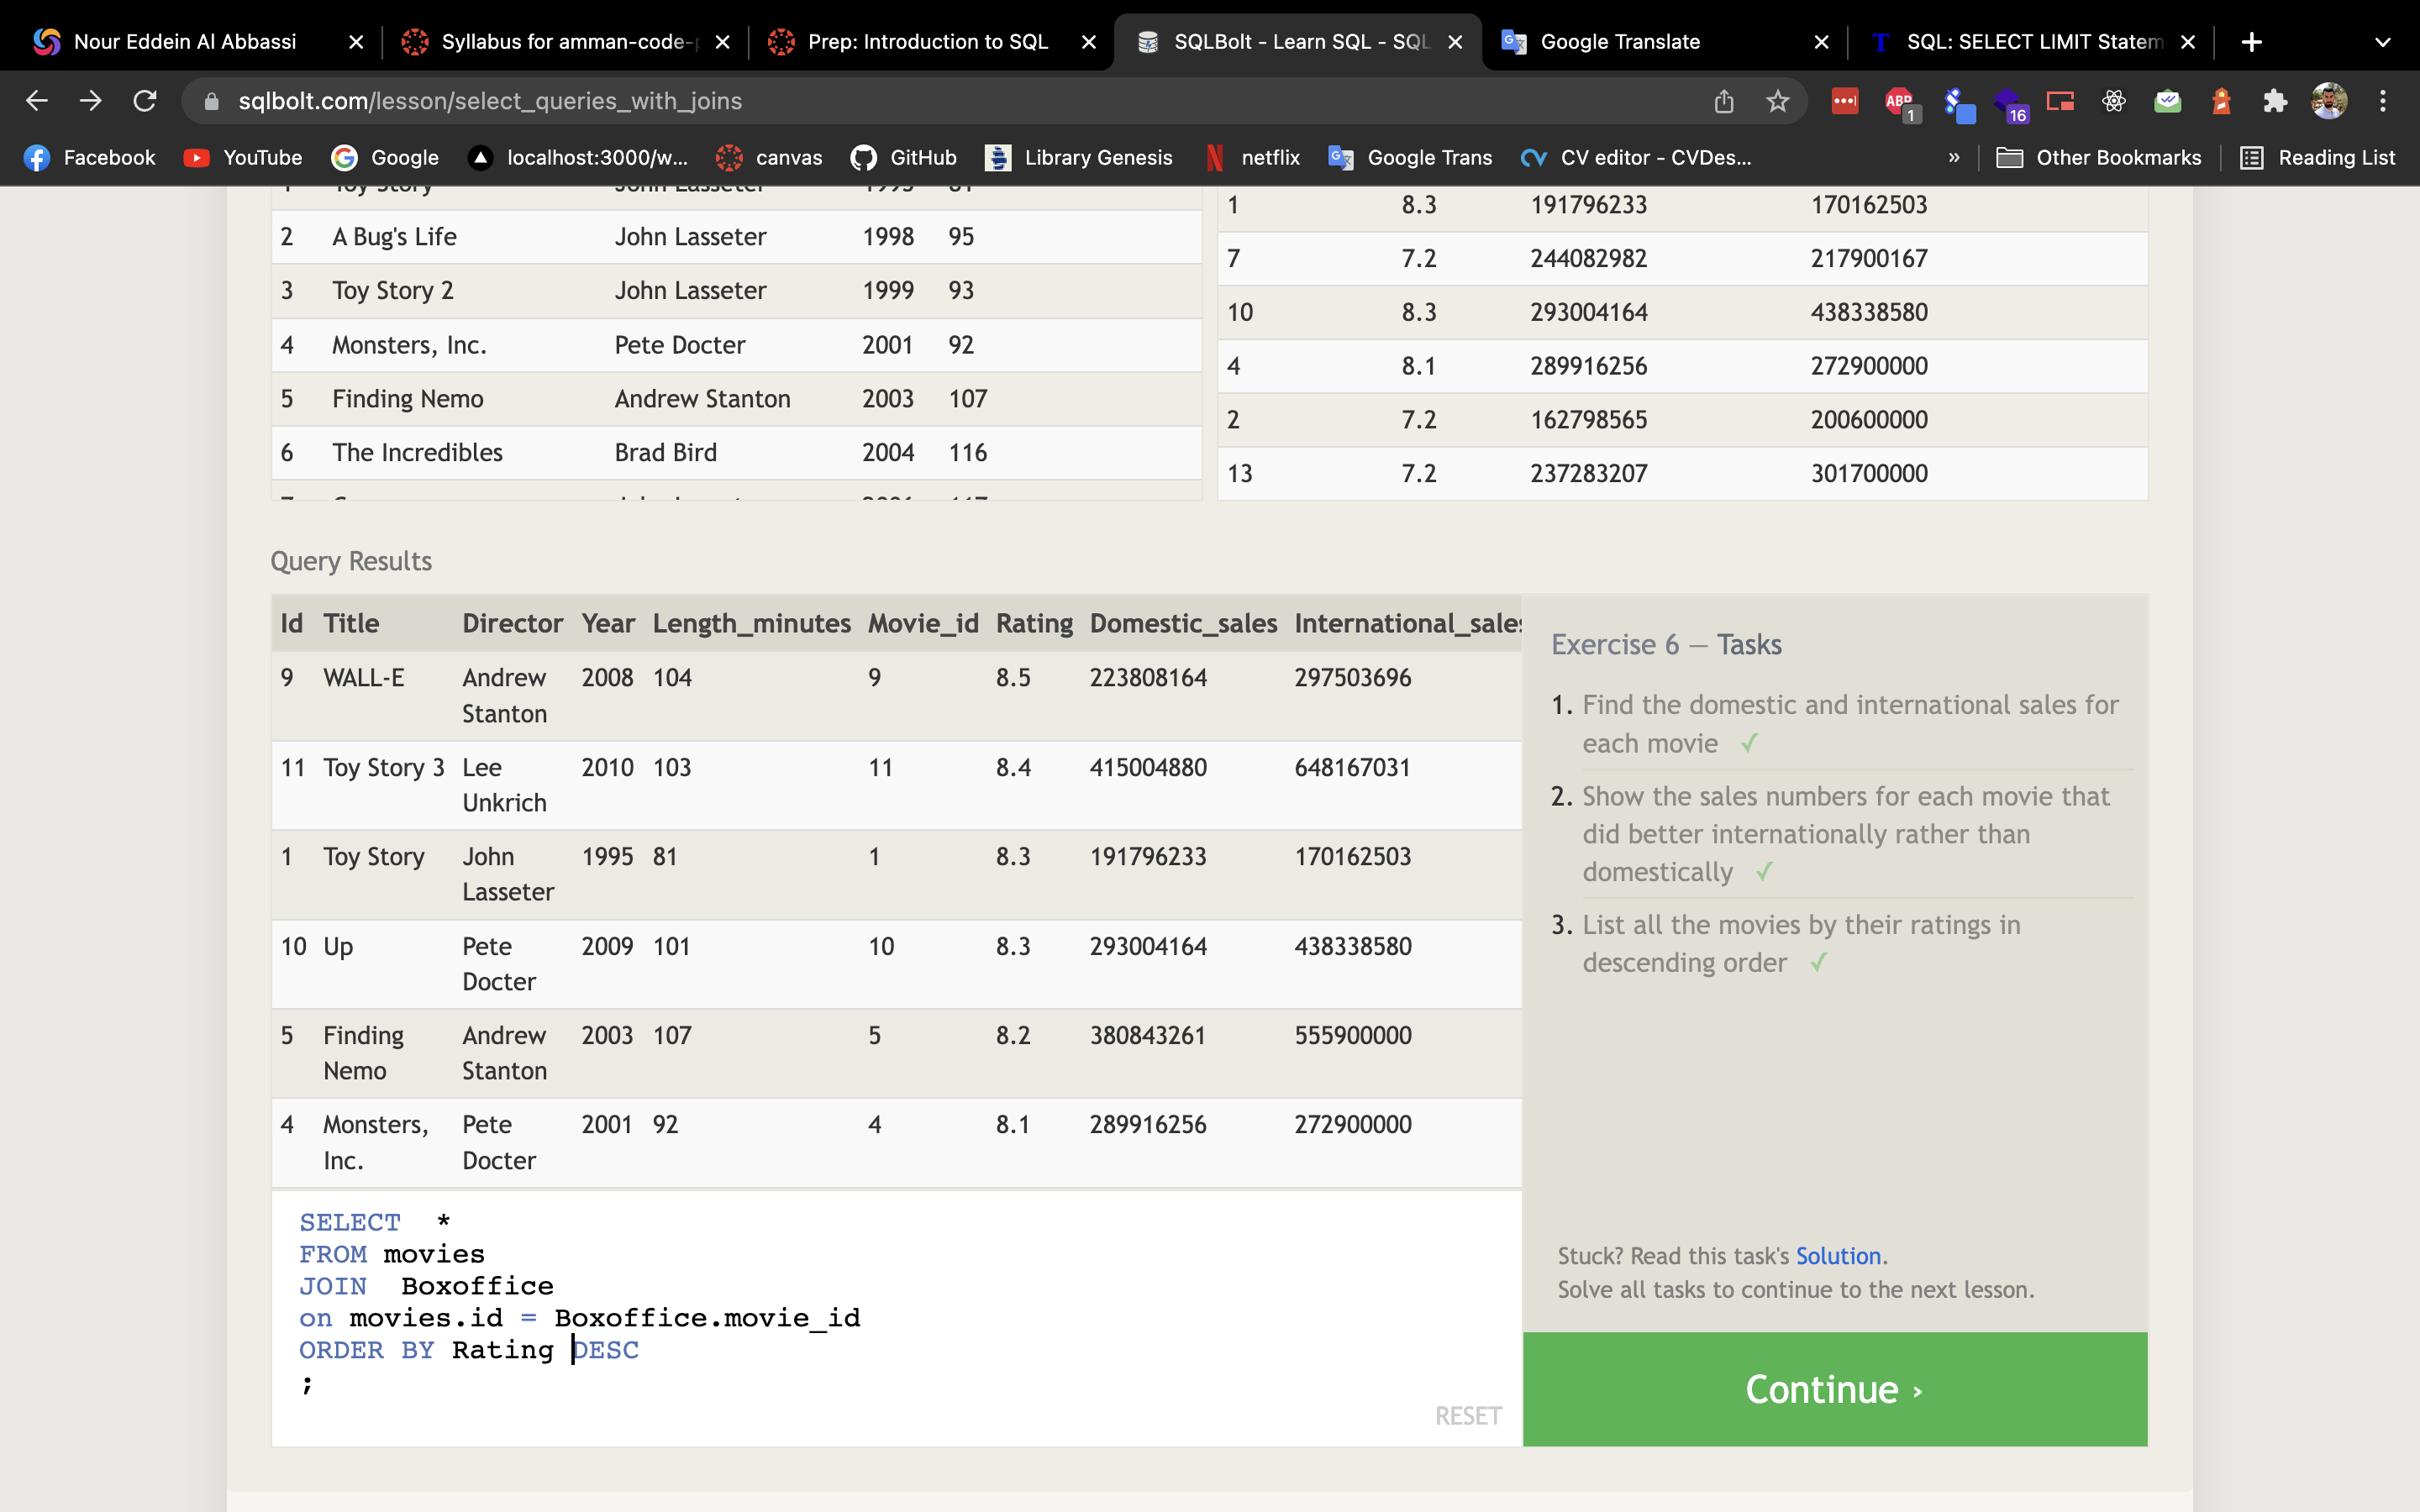 Nour Eddein Al Abbassi
Syllabus for amman-code-
Prep: Introduction to SQL
SQLBolt - Learn SQL - SQL
Google Translate
SQL: SELECT LIMIT Statem
sqlbolt.com/lesson/select_queries_with_joins
ABP
1
16
Facebook YouTube Google localhost:3000/w... canvas GitHub Library Genesis netflix Google Trans CV editor - CVDes... » Other Bookmarks Reading List
1 Toy Story John Lasseter 1995 81
2 A Bug's Life John Lasseter 1998 95
3 Toy Story 2 John Lasseter 1999 93
4 Monsters, Inc. Pete Docter 2001 92
5 Finding Nemo Andrew Stanton 2003 107
6 The Incredibles Brad Bird 2004 116
1 8.3 191796233 170162503
7 7.2 244082982 217900167
10 8.3 293004164 438338580
4 8.1 289916256 272900000
2 7.2 162798565 200600000
13 7.2 237283207 301700000
Query Results
Id Title Director Year Length_minutes Movie_id Rating Domestic_sales International_sales
9 WALL-E Andrew Stanton 2008 104 9 8.5 223808164 297503696
11 Toy Story 3 Lee Unkrich 2010 103 11 8.4 415004880 648167031
1 Toy Story John Lasseter 1995 81 1 8.3 191796233 170162503
10 Up Pete Docter 2009 101 10 8.3 293004164 438338580
5 Finding Nemo Andrew Stanton 2003 107 5 8.2 380843261 555900000
4 Monsters, Inc. Pete Docter 2001 92 4 8.1 289916256 272900000
SELECT  *
FROM movies
JOIN  Boxoffice
on movies.id = Boxoffice.movie_id
ORDER BY Rating DESC
;
RESET
Exercise 6 — Tasks
1. Find the domestic and international sales for
each movie ✓
2. Show the sales numbers for each movie that
did better internationally rather than
domestically ✓
3. List all the movies by their ratings in
descending order ✓
Stuck? Read this task's Solution.
Solve all tasks to continue to the next lesson.
Continue ›